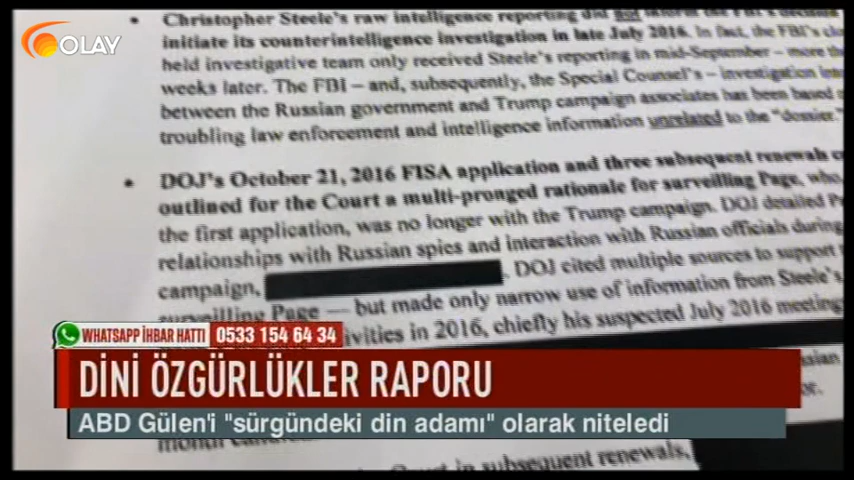 OLAY
Christopher Steele's raw intelligence reporting did not inform the FBI's decision
initiate its counterintelligence investigation in late July 2016. In fact, the FBI's
held investigative team only received Steele's reporting in mid-September – more
weeks later. The FBI – and, subsequently, the Special Counsel's – investigation
between the Russian government and Trump campaign associates has been based
troubling law enforcement and intelligence information unrelated to the "dossier."
• DOJ's October 21, 2016 FISA application and three subsequent renewal
outlined for the Court a multi-pronged rationale for surveilling Page, who
the first application, was no longer with the Trump campaign. DOJ detailed
relationships with Russian spies and interaction with Russian officials during
campaign, . DOJ cited multiple sources to support
surveilling Page — but made only narrow use of information from Steele's
ivities in 2016, chiefly his suspected July 2016 meetings
WHATSAPP İHBAR HATTI 0533 154 64 34
DİNİ ÖZGÜRLÜKLER RAPORU
ABD Gülen'i "sürgündeki din adamı" olarak niteledi
Court in subsequent renewals,